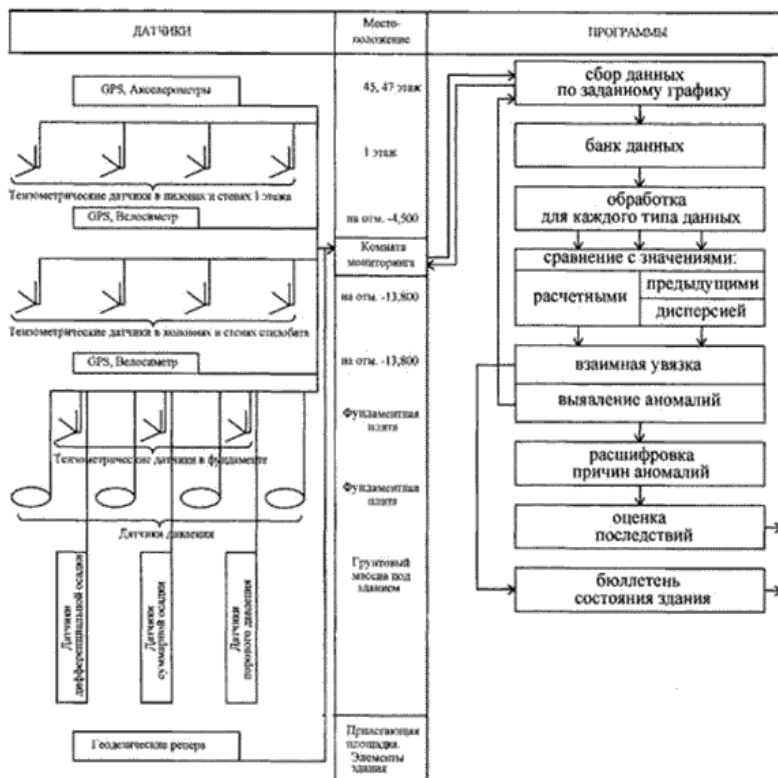 ДАТЧИКИ
Место-
положение
ПРОГРАММЫ
GPS, Акселерометры
45, 47 этаж
1 этаж
Тензометрические датчики в пилонах и стенах 1 этажа
GPS, Велосиметр
на отм. -4,500
Комната
мониторинга
на отм. -13,800
Тензометрические датчики в колоннах и стенах стилобата
GPS, Велосиметр
на отм. -13,800
Фундаментная
плита
Тензометрические датчики в фундаменте
Фундаментная
плита
Датчики давления
Грунтовый
массив под
зданием
Датчики
дифференциальной осадки
Датчики
суммарной осадки
Датчики
порового давления
Геодезические репера
Прилегающая
площадка.
Элементы
здания
сбор данных
по заданному графику
банк данных
обработка
для каждого типа данных
сравнение с значениями:
расчетными
предыдущими
дисперсией
взаимная увязка
выявление аномалий
расшифровка
причин аномалий
оценка
последствий
бюллетень
состояния здания